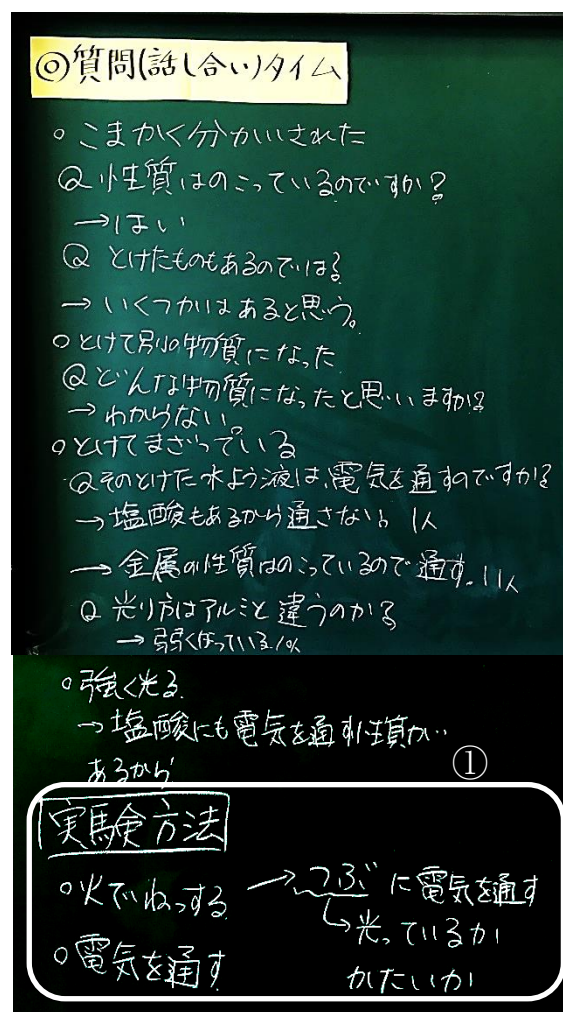 ◎質問(話し合い)タイム
○こまかく分かいされた
Q 性質はのこっているのですか?
→はい
Q とけたものもあるのでは?
→いくつかはあると思う。
○とけて別の物質になった
Qどんな物質になったと思いますか?
→わからない。
○とけてまざっている
Qそのとけた水よう液は、電気を通すのですか?
→塩酸もあるから通さない。 1人
→金属の性質はのこっているので通す。11人
Q 光り方はアルミと違うのか?
→弱くなっている
○強く光る
→塩酸にも電気を通す性質が
あるから
①
実験方法
○火でねっする → つぶに電気を通す
↳光っているか
○電気を通す
かたいか